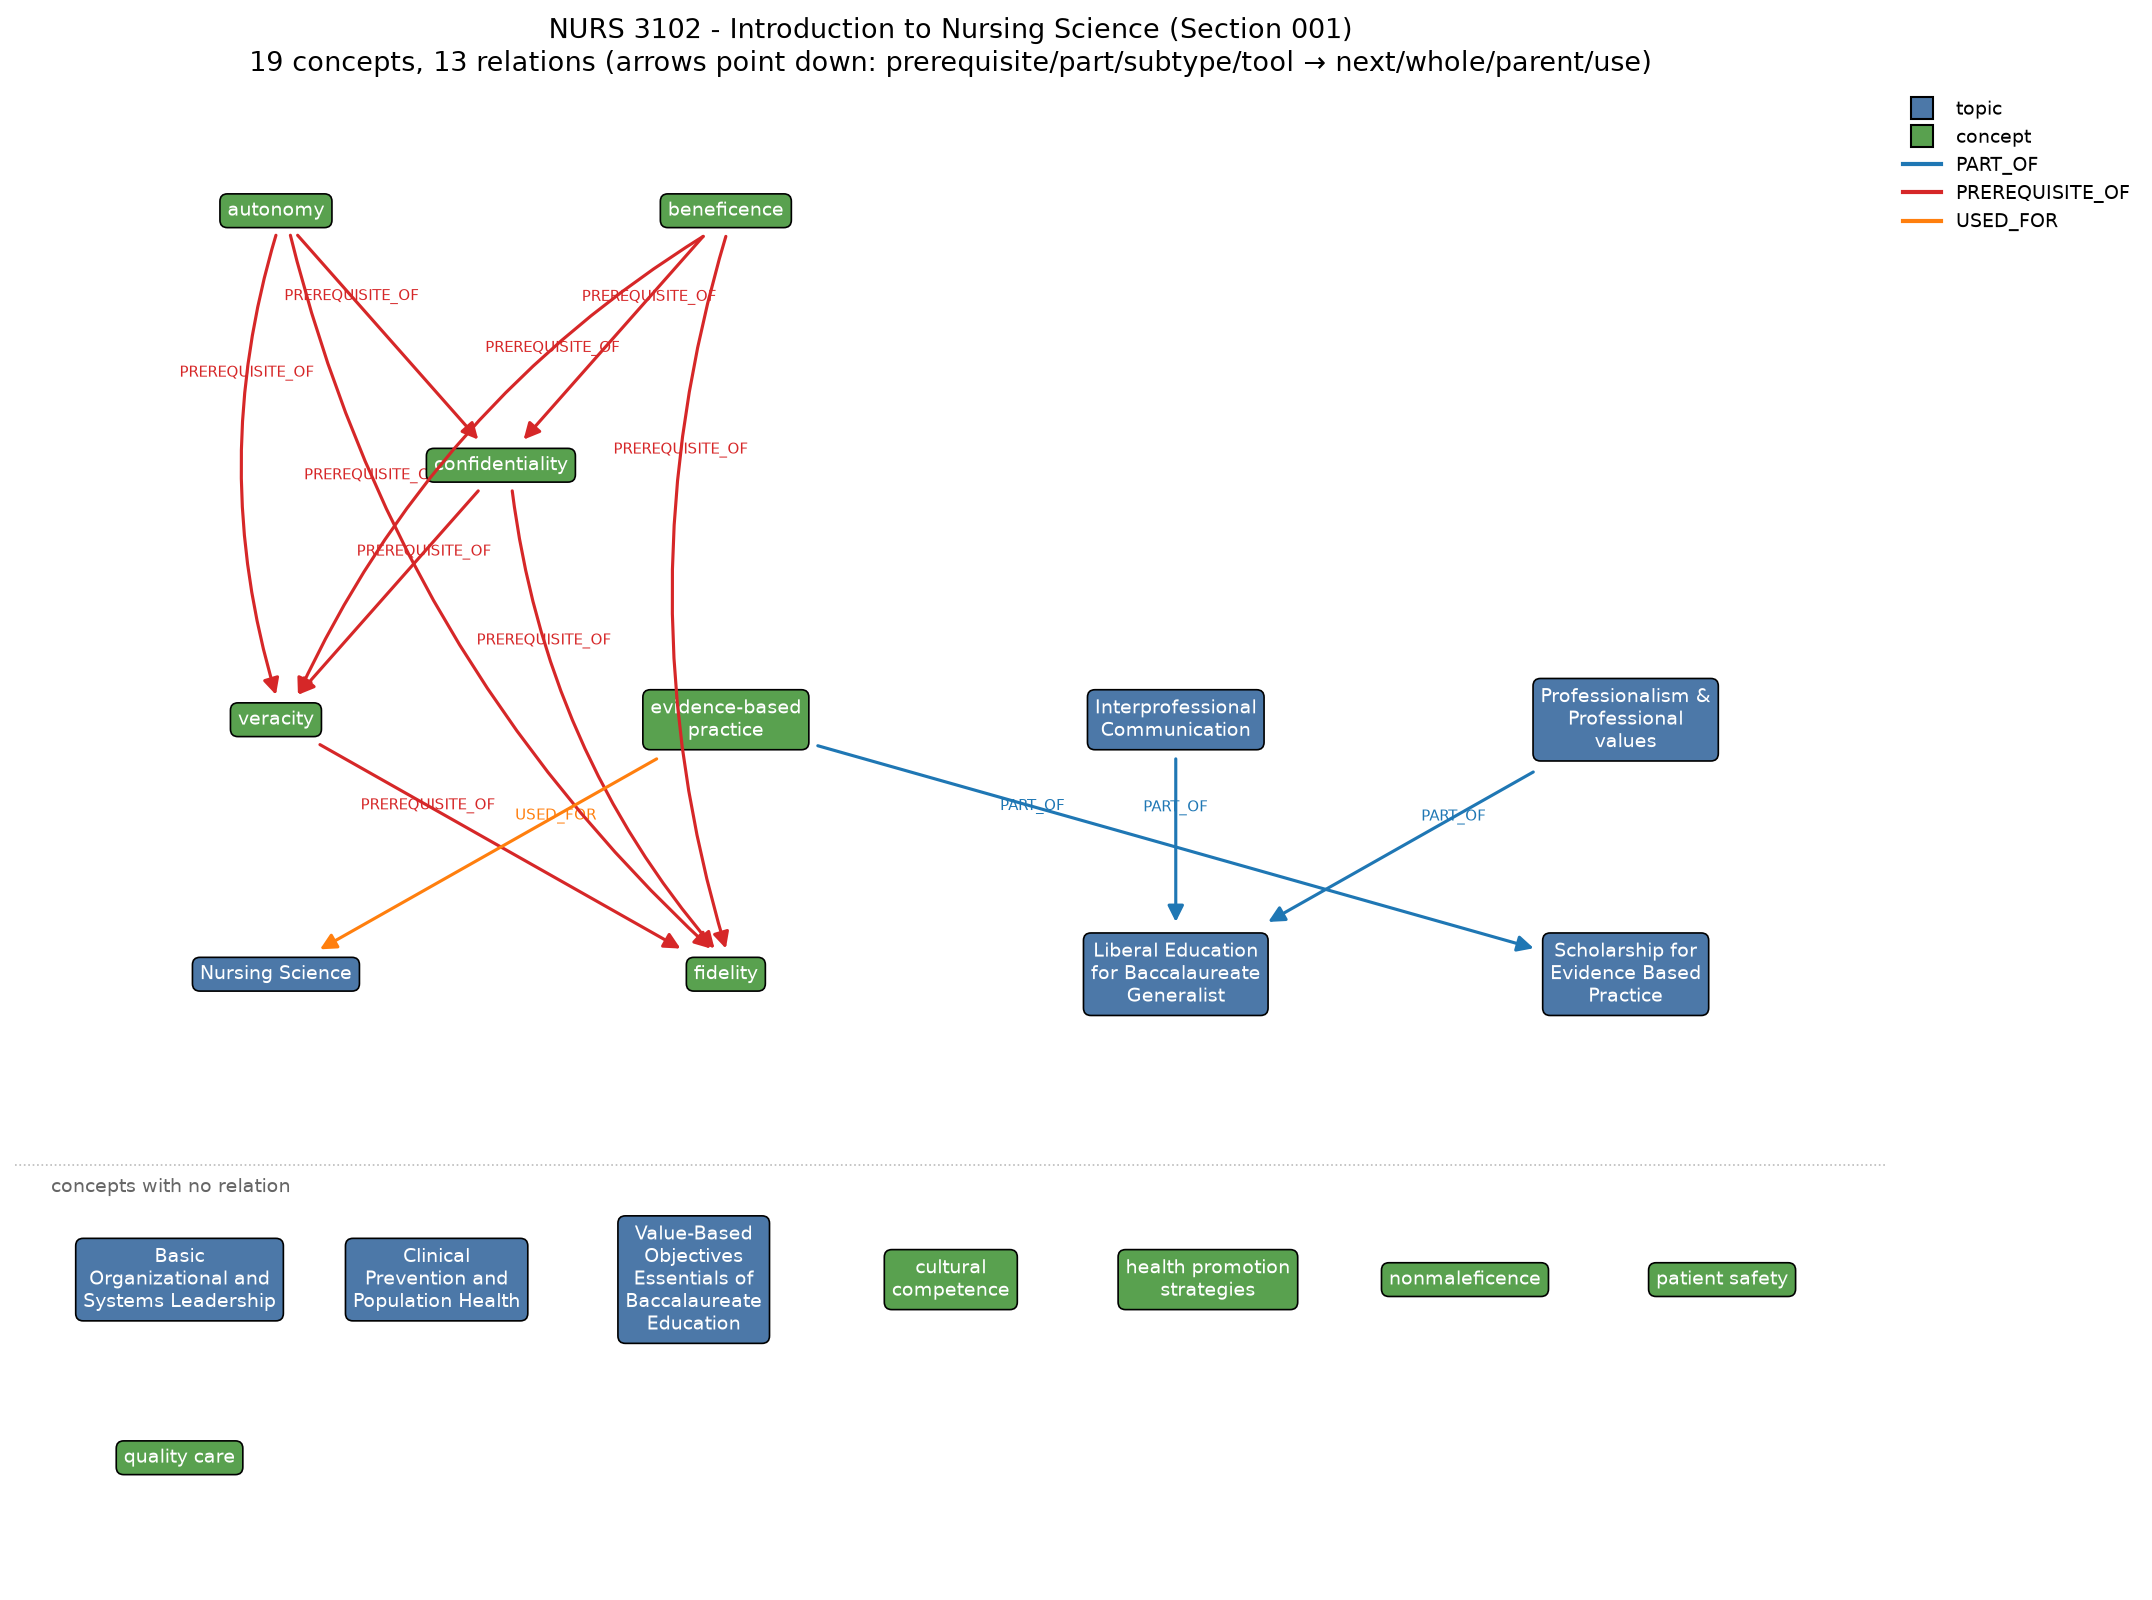 NURS 3102 - Introduction to Nursing Science (Section 001)
19 concepts, 13 relations (arrows point down: prerequisite/part/subtype/tool → next/whole/parent/use)
topic
concept
PART_OF
PREREQUISITE_OF
USED_FOR
autonomy
beneficence
PREREQUISITE_OF
PREREQUISITE_OF
PREREQUISITE_OF
PREREQUISITE_OF
PREREQUISITE_OF
confidentiality
PREREQUISITE_O
PREREQUISITE_OF
PREREQUISITE_OF
veracity
evidence-based
practice
Interprofessional
Communication
Professionalism &
Professional
values
PREREQUISITE_OF
USED_FOR
PART_OF
PART_OF
PART_OF
Nursing Science
fidelity
Liberal Education
for Baccalaureate
Generalist
Scholarship for
Evidence Based
Practice
concepts with no relation
Basic
Organizational and
Systems Leadership
Clinical
Prevention and
Population Health
Value-Based
Objectives
Essentials of
Baccalaureate
Education
cultural
competence
health promotion
strategies
nonmaleficence
patient safety
quality care